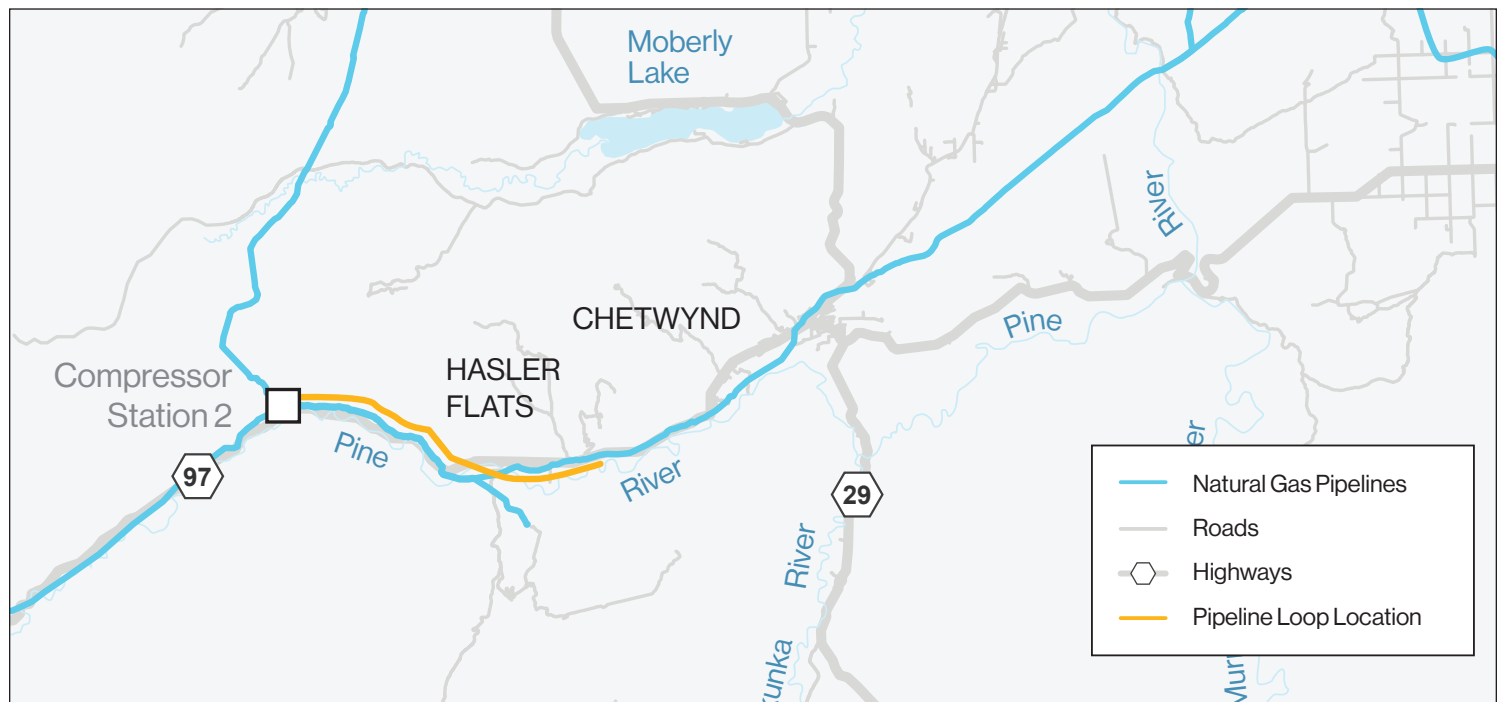 Moberly
Lake
River
CHETWYND
Pine
HASLER
FLATS
Compressor
Station 2
Pine
River
97
29
River
Natural Gas Pipelines
Roads
Highways
Pipeline Loop Location